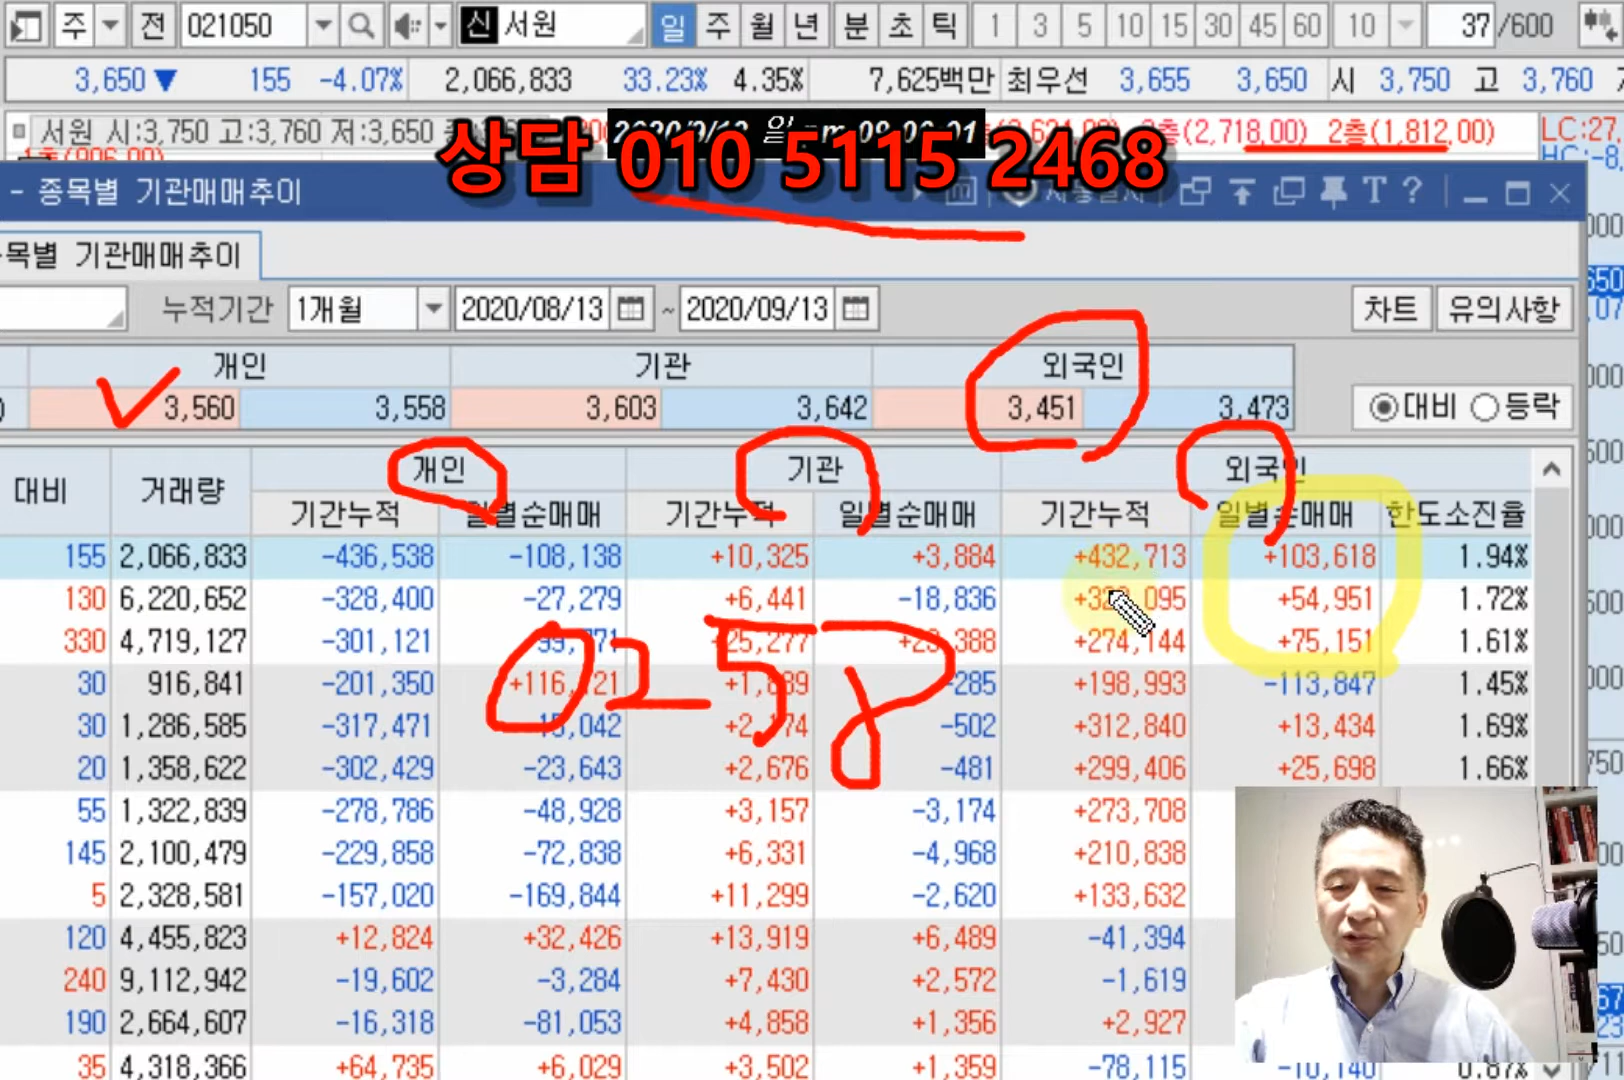 주 전 021050 신 서원 일 주 월 년 분 초 틱 1 3 5 10 15 30 45 60 10 37/600
3,650 ▼ 155 -4.07% 2,066,833 33.23% 4.35% 7,625백만 최우선 3,655 3,650 시 3,750 고 3,760
서원 시:3,750 고:3,760 저:3,650 2층(1,812,00) LC:27,
상담 010 5115 2468
- 종목별 기관매매추이 T ?
목별 기관매매추이
누적기간 1개월 2020/08/13 ~ 2020/09/13 차트 유의사항
개인 기관 외국인
3,560 3,558 3,603 3,642 3,451 3,473 대비 등락
대비 거래량 개인 기관 외국인
기간누적 일별순매매 기간누적 일별순매매 기간누적 일별순매매 한도소진율
155 2,066,833 -436,538 -108,138 +10,325 +3,884 +432,713 +103,618 1.94%
130 6,220,652 -328,400 -27,279 +6,441 -18,836 +54,951 1.72%
330 4,719,127 -301,121 +274,144 +75,151 1.61%
30 916,841 -201,350 +198,993 -113,847 1.45%
30 1,286,585 -317,471 -502 +312,840 +13,434 1.69%
20 1,358,622 -302,429 -23,643 +2,676 -481 +299,406 +25,698 1.66%
0258
55 1,322,839 -278,786 -48,928 +3,157 -3,174 +273,708
145 2,100,479 -229,858 -72,838 +6,331 -4,968 +210,838
5 2,328,581 -157,020 -169,844 +11,299 -2,620 +133,632
120 4,455,823 +12,824 +32,426 +13,919 +6,489 -41,394
240 9,112,942 -19,602 -3,284 +7,430 +2,572 -1,619
190 2,664,607 -16,318 -81,053 +4,858 +1,356 +2,927
35 4,318,366 +64,735 +6,029 +3,502 +1,359 -78,115 -10,140 0.87%